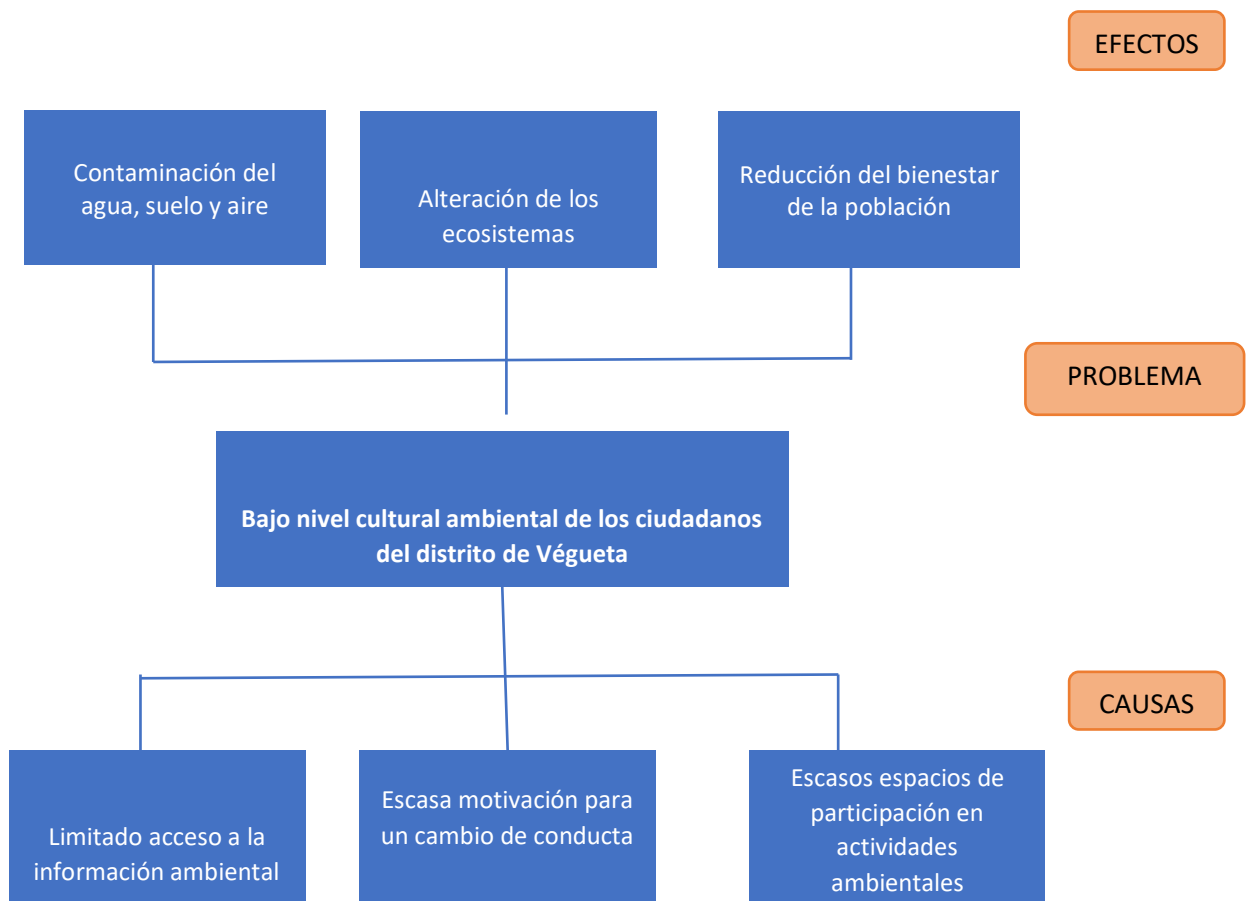 EFECTOS
Contaminación del
agua, suelo y aire
Alteración de los
ecosistemas
Reducción del bienestar
de la población
PROBLEMA
Bajo nivel cultural ambiental de los ciudadanos
del distrito de Végueta
CAUSAS
Limitado acceso a la
información ambiental
Escasa motivación para
un cambio de conducta
Escasos espacios de
participación en
actividades
ambientales